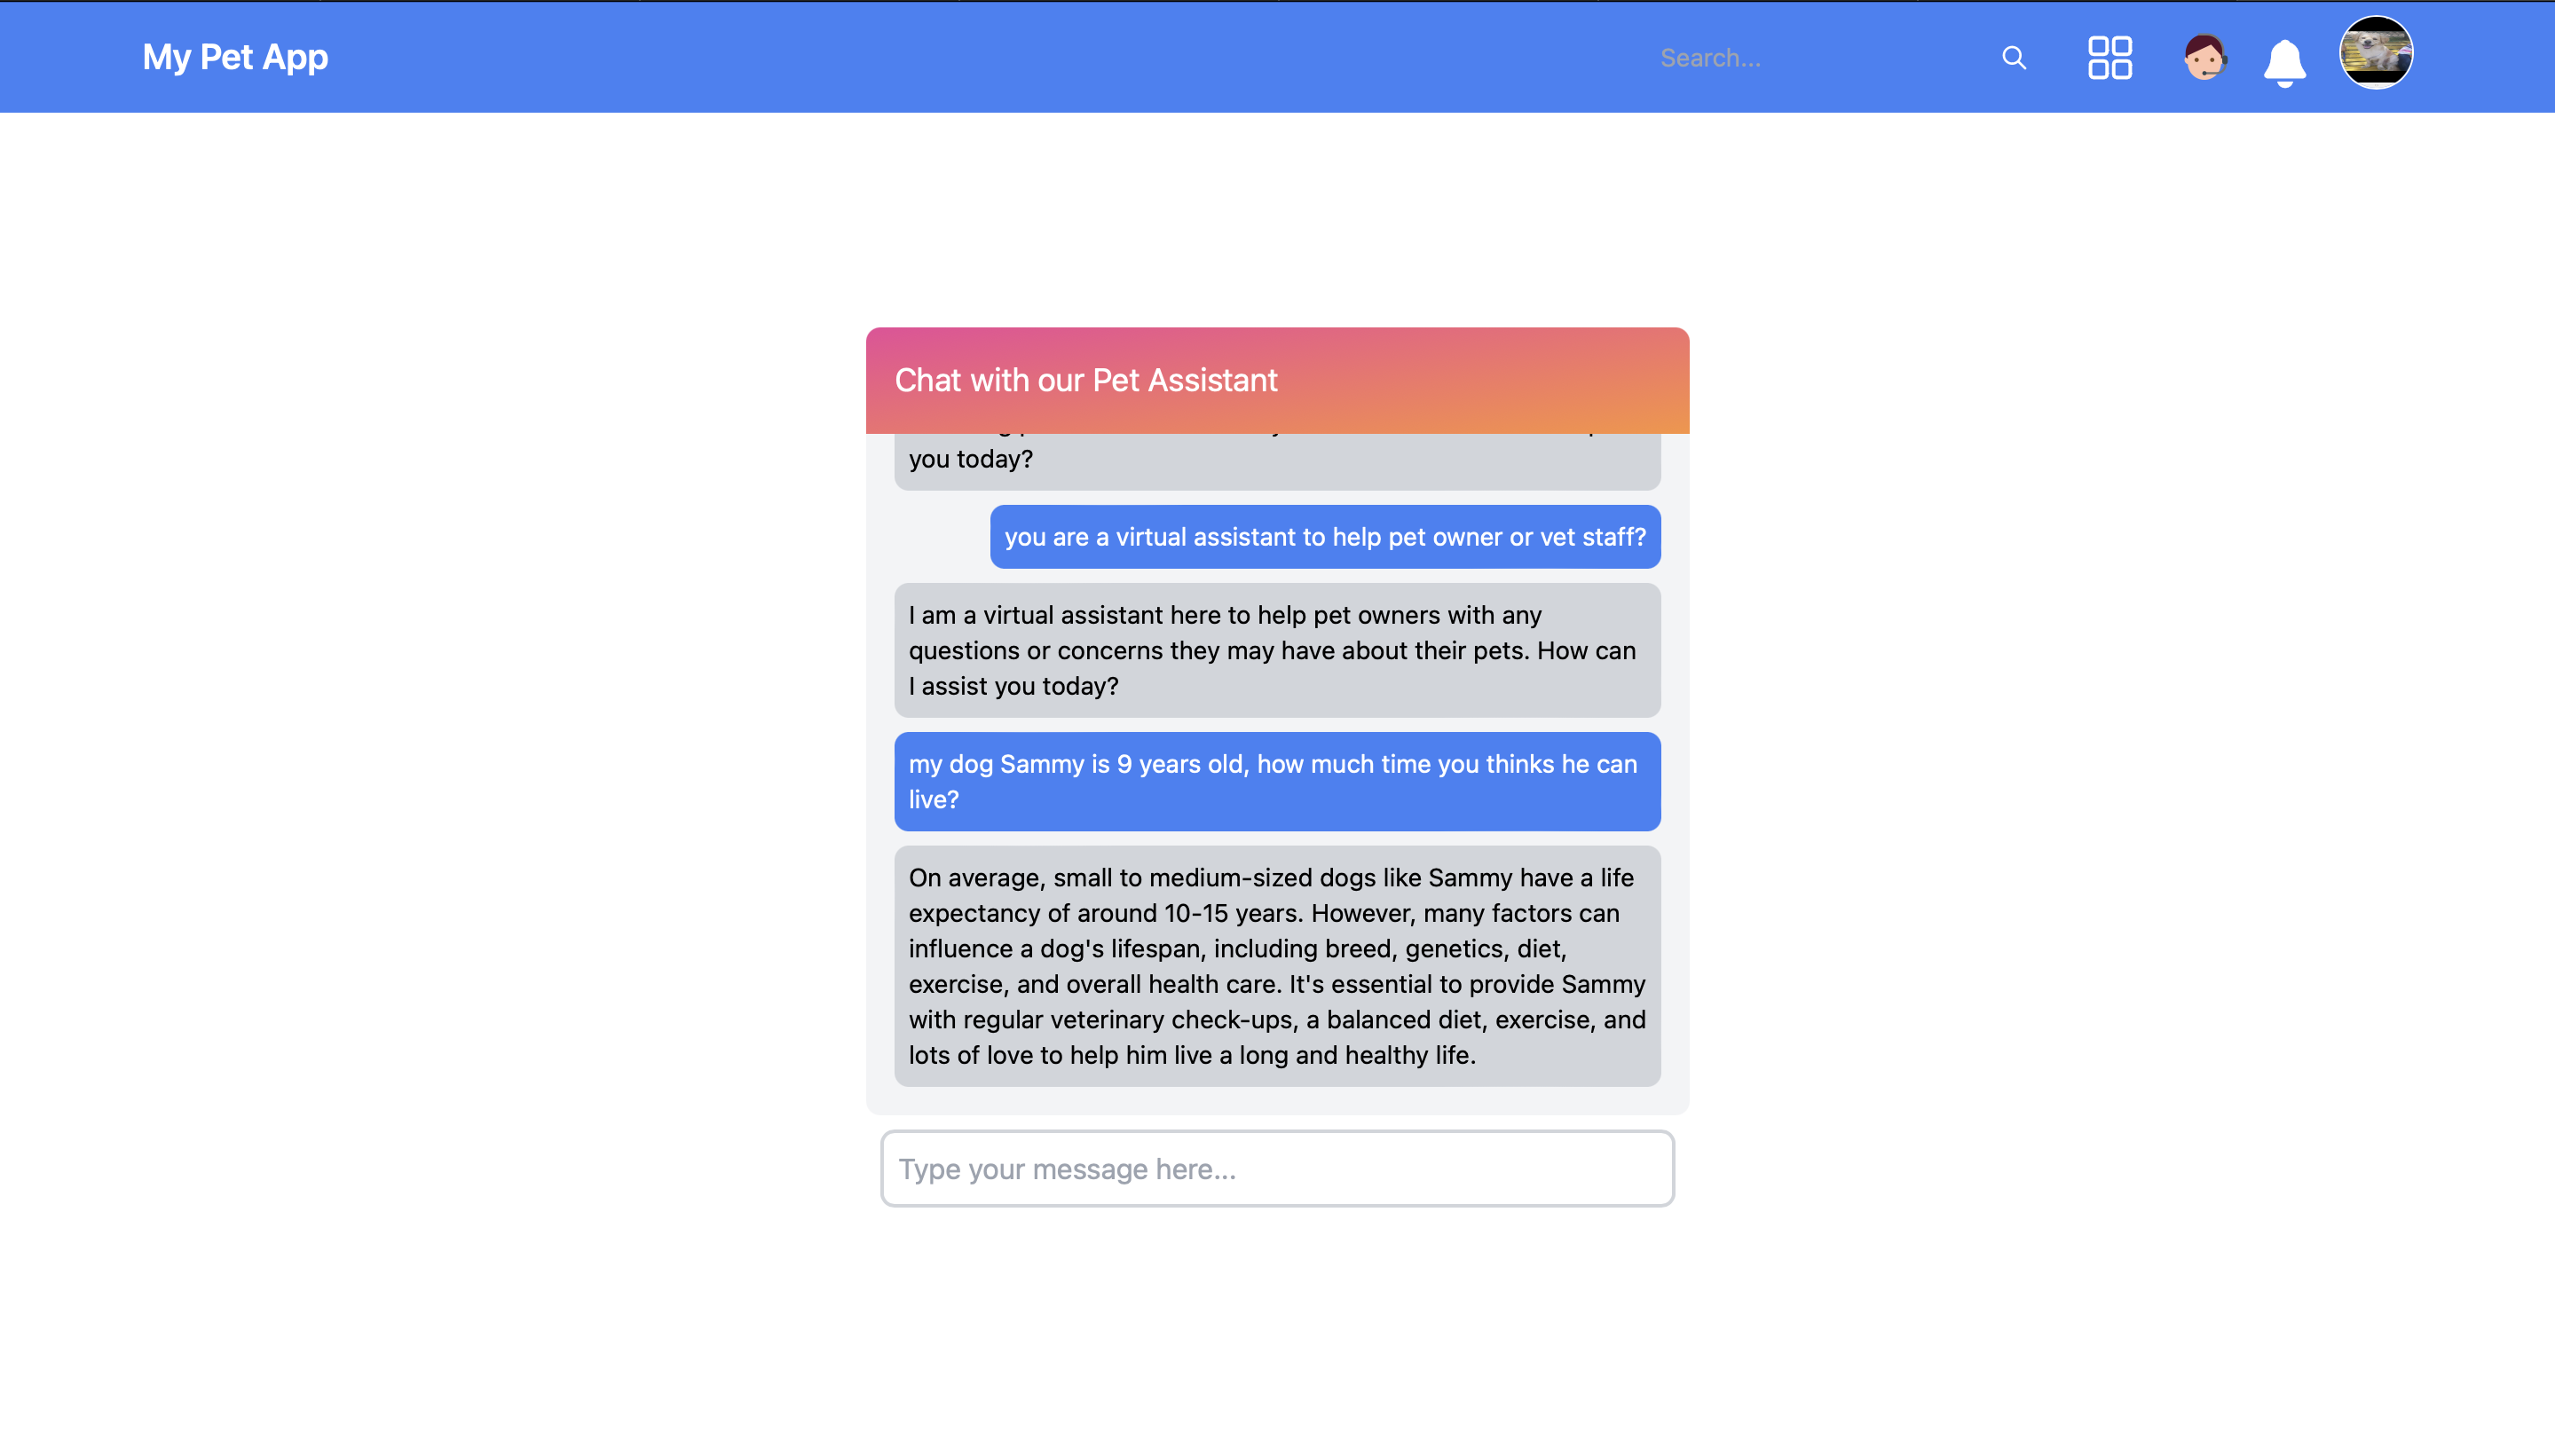 My Pet App
Search...
Chat with our Pet Assistant
you today?
you are a virtual assistant to help pet owner or vet staff?
I am a virtual assistant here to help pet owners with any
questions or concerns they may have about their pets. How can
I assist you today?
my dog Sammy is 9 years old, how much time you thinks he can
live?
On average, small to medium-sized dogs like Sammy have a life
expectancy of around 10-15 years. However, many factors can
influence a dog's lifespan, including breed, genetics, diet,
exercise, and overall health care. It's essential to provide Sammy
with regular veterinary check-ups, a balanced diet, exercise, and
lots of love to help him live a long and healthy life.
Type your message here...